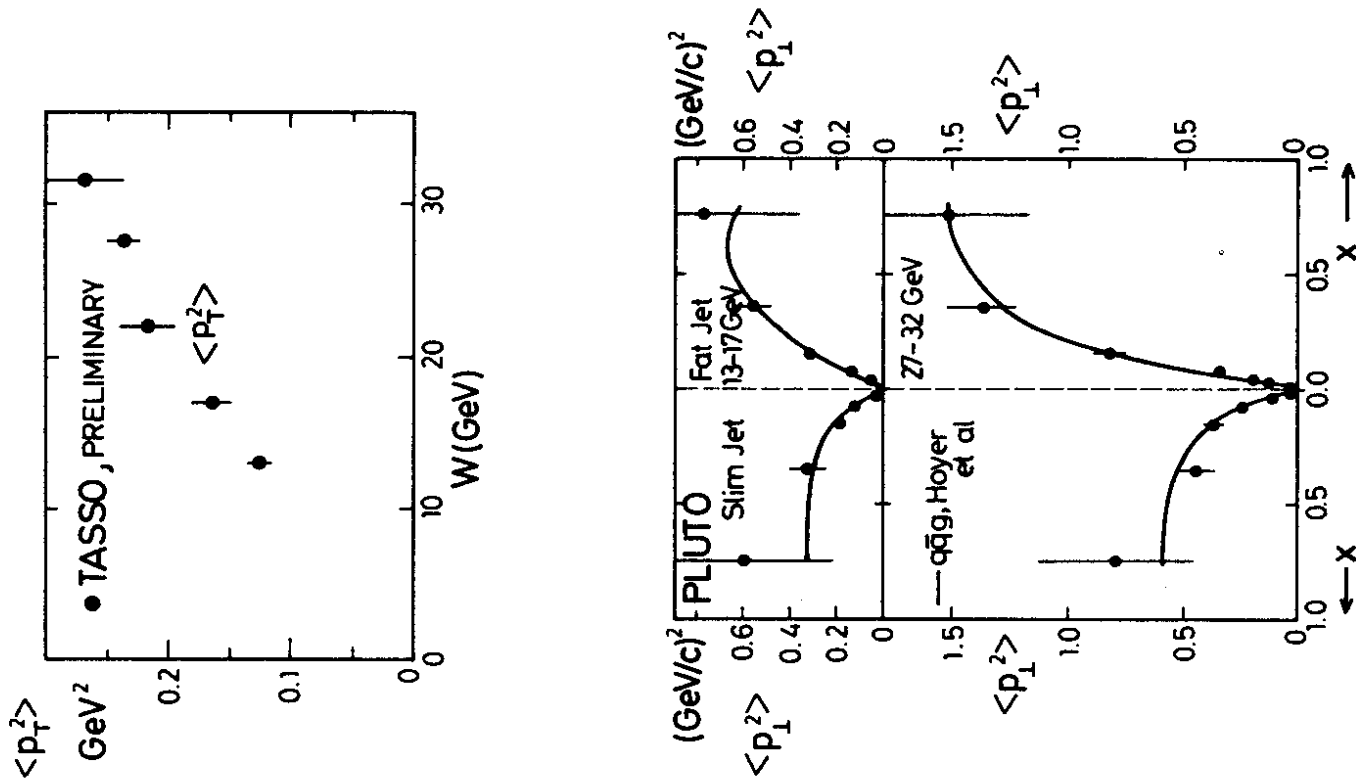 <p_T^2>
GeV^2
● TASSO, PRELIMINARY
<p_T^2>
0.2
0.1
0
0
10
20
30
W(GeV)
(GeV/c)^2
(GeV/c)^2
<p_⊥^2>
<p_⊥^2>
PLUTO
Slim Jet
Fat Jet
13-17GeV
0.6
0.4
0.2
0
0.6
0.4
0.2
0
— qq̄g, Hoyer
et al
27-32 GeV
<p_⊥^2>
<p_⊥^2>
1.5
1.0
0.5
0
1.5
1.0
0.5
0
1.0
0.5
0.0
0.5
1.0
← X
X →